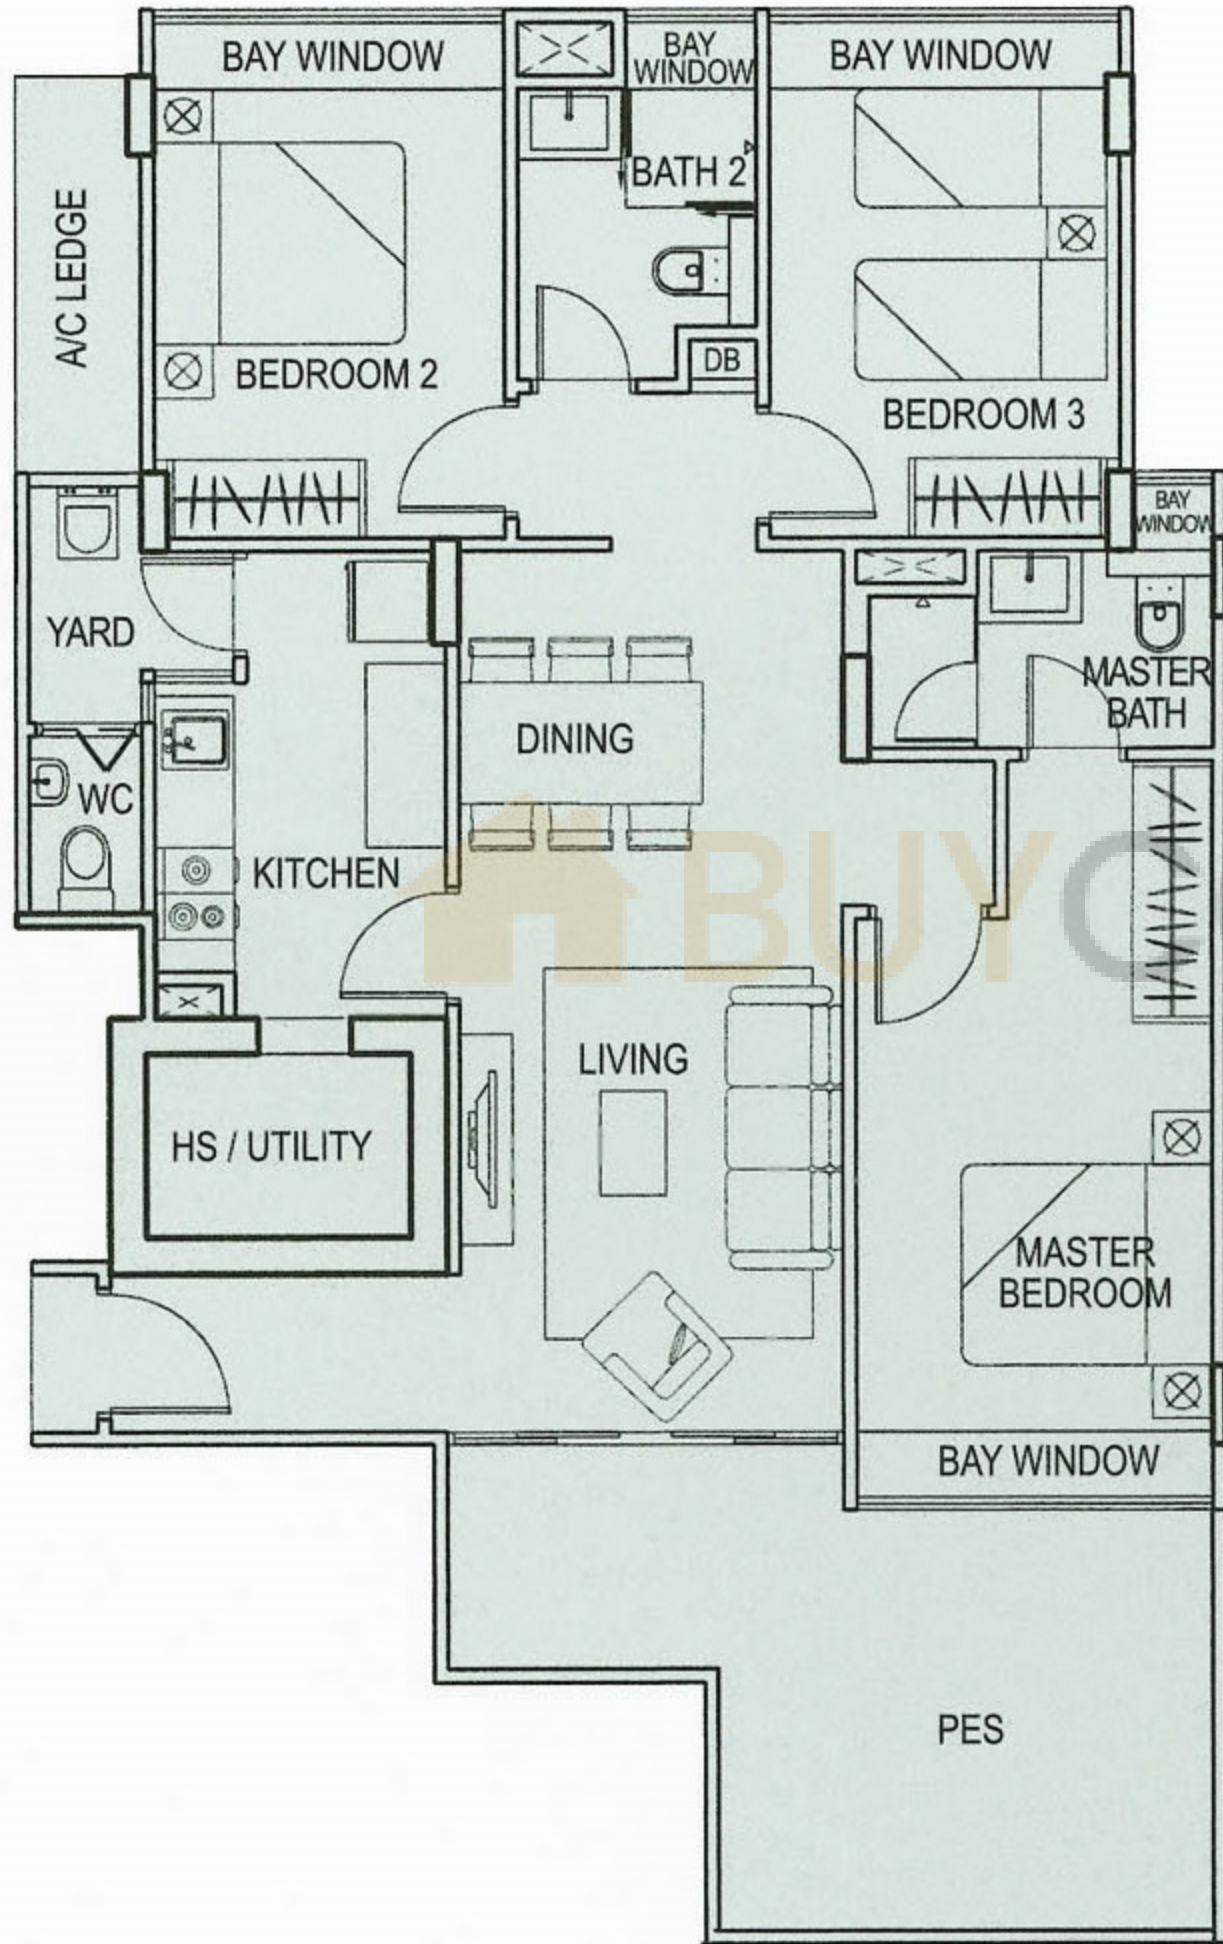 BAY WINDOW
BAY
WINDOW
BAY WINDOW
A/C LEDGE
BATH 2
BEDROOM 2
DB
BEDROOM 3
BAY
WINDOW
YARD
MASTER
BATH
DINING
WC
KITCHEN
BUYC
LIVING
HS / UTILITY
MASTER
BEDROOM
BAY WINDOW
PES